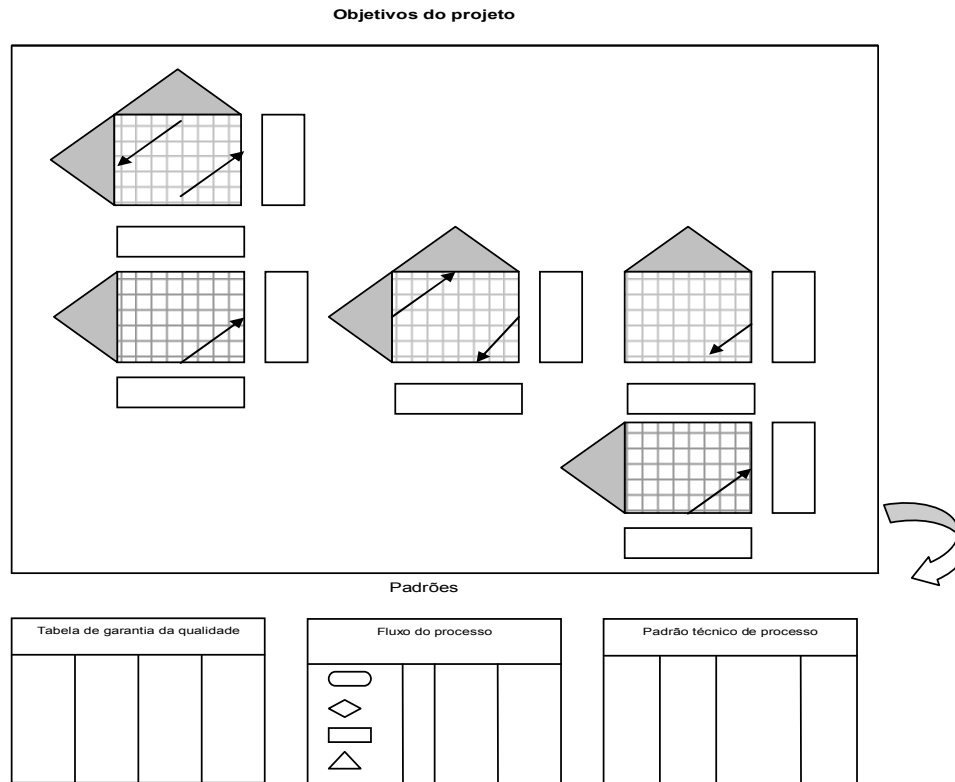 Objetivos do projeto
Padrões
Tabela de garantia da qualidade
Fluxo do processo
Padrão técnico de processo